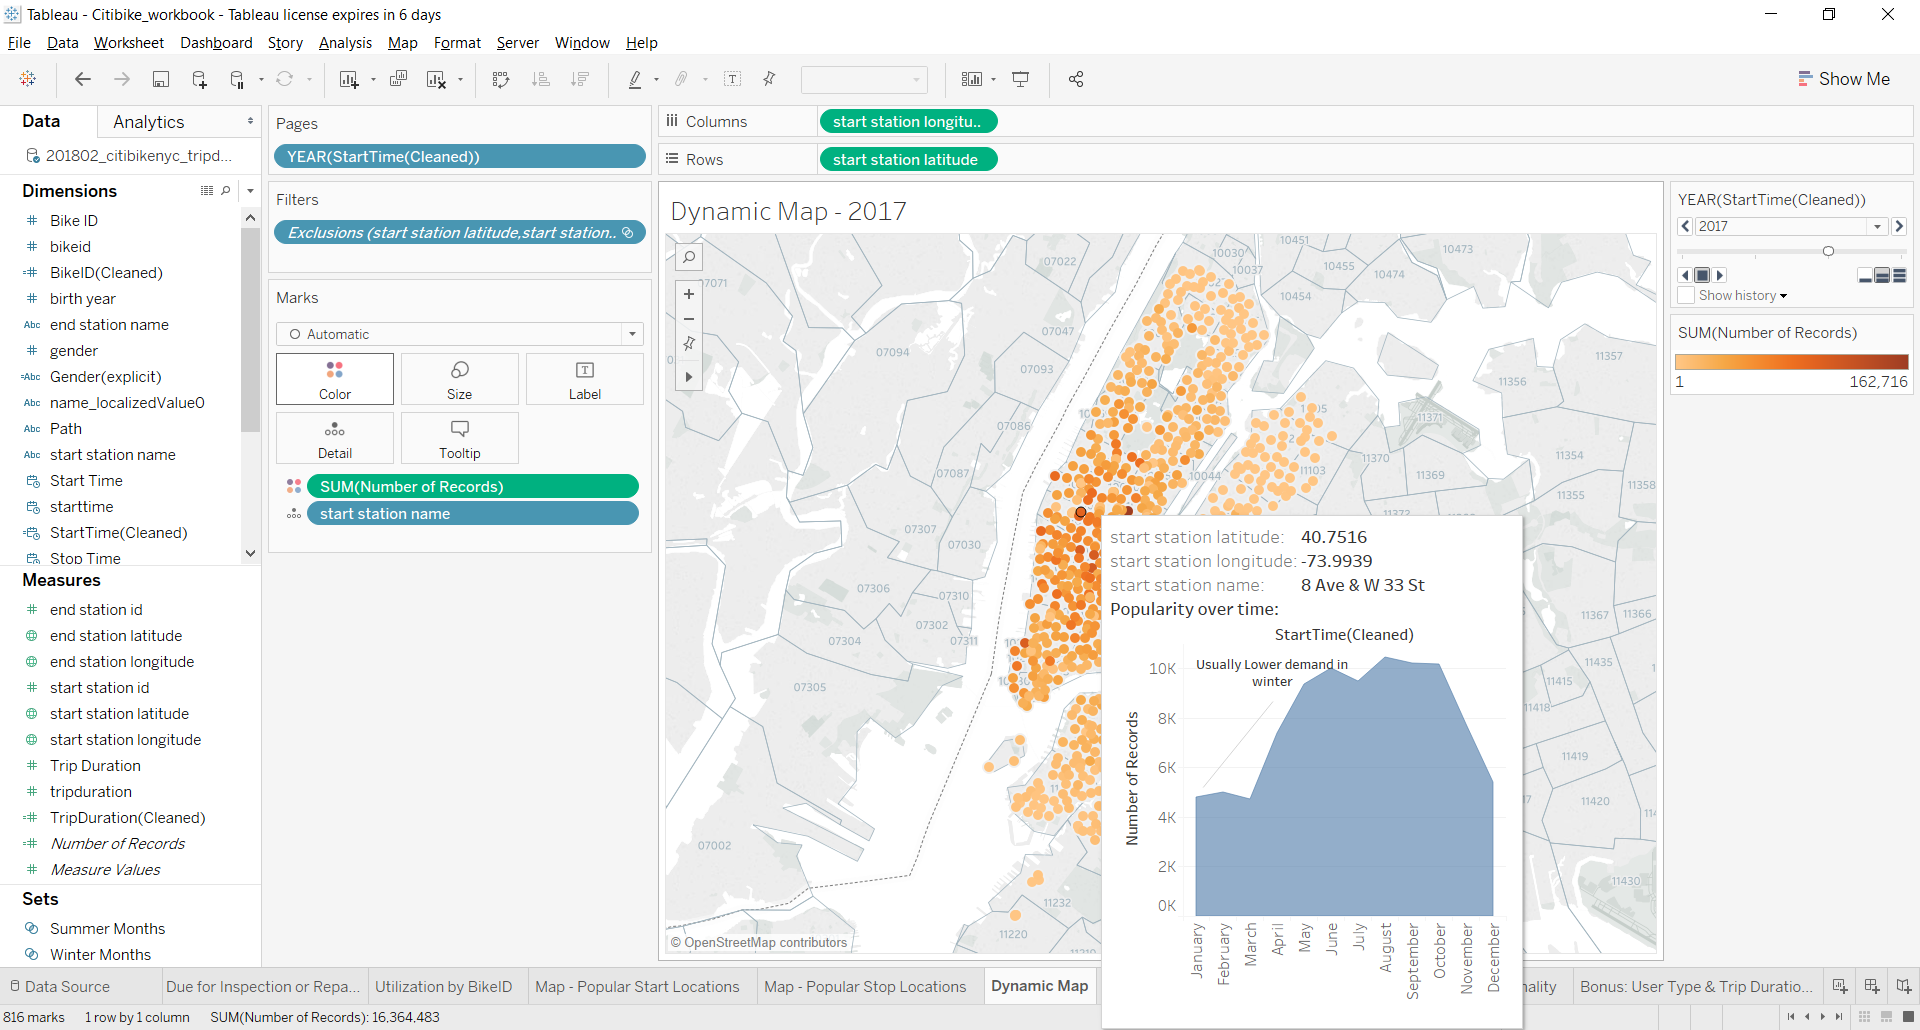 Tableau - Citibike_workbook - Tableau license expires in 6 days
File Data Worksheet Dashboard Story Analysis Map Format Server Window Help
Show Me
Data Analytics
201802_citibikenyc_tripd...
Dimensions
Bike ID
bikeid
BikeID(Cleaned)
birth year
Abc end station name
gender
=Abc Gender(explicit)
Abc name_localizedValue0
Abc Path
Abc start station name
Start Time
starttime
StartTime(Cleaned)
Stop Time
Measures
end station id
end station latitude
end station longitude
start station id
start station latitude
start station longitude
Trip Duration
tripduration
TripDuration(Cleaned)
Number of Records
Measure Values
Sets
Summer Months
Winter Months
Pages
YEAR(StartTime(Cleaned))
Filters
Exclusions (start station latitude,start station..
Marks
Automatic
Color Size Label
Detail Tooltip
SUM(Number of Records)
start station name
Columns start station longitu..
Rows start station latitude
Dynamic Map - 2017
10451
10030
10473
07022
10037
10455
10474
07071
10454
07047
07094
11357
07093
11356
11371
07086
11354
11370
11103
11369
07087
10044
11358
11355
11372
07307
07030
07306
07310
11367 11366
07302
07304
07311
11435
07305
11415
11418
11419
11420
07002
11430
11232
11220
© OpenStreetMap contributors
start station latitude: 40.7516
start station longitude: -73.9939
start station name: 8 Ave & W 33 St
Popularity over time:
StartTime(Cleaned)
Usually Lower demand in
winter
10K
8K
6K
4K
2K
0K
Number of Records
January
February
March
April
May
June
July
August
September
October
November
December
YEAR(StartTime(Cleaned))
2017
Show history
SUM(Number of Records)
1 162,716
Data Source Due for Inspection or Repa... Utilization by BikeID Map - Popular Start Locations Map - Popular Stop Locations Dynamic Map nality Bonus: User Type & Trip Duratio...
816 marks 1 row by 1 column SUM(Number of Records): 16,364,483